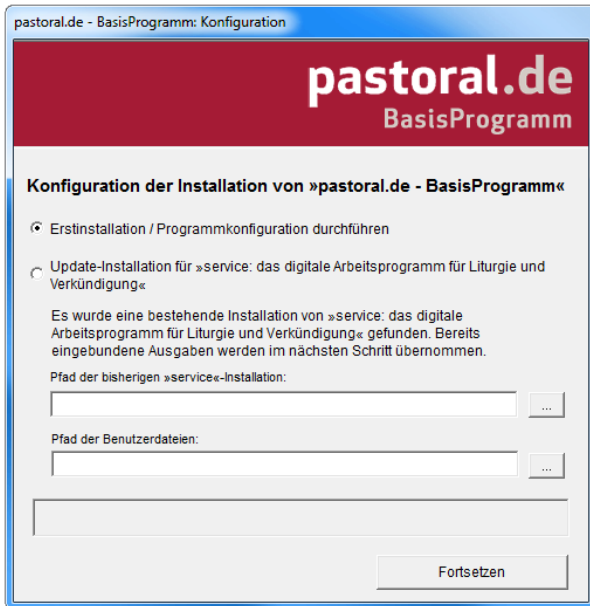 pastoral.de - BasisProgramm: Konfiguration
pastoral.de
BasisProgramm
Konfiguration der Installation von »pastoral.de - BasisProgramm«
Erstinstallation / Programmkonfiguration durchführen
Update-Installation für »service: das digitale Arbeitsprogramm für Liturgie und
Verkündigung«
Es wurde eine bestehende Installation von »service: das digitale
Arbeitsprogramm für Liturgie und Verkündigung« gefunden. Bereits
eingebundene Ausgaben werden im nächsten Schritt übernommen.
Pfad der bisherigen »service«-Installation:
...
Pfad der Benutzerdateien:
...
Fortsetzen